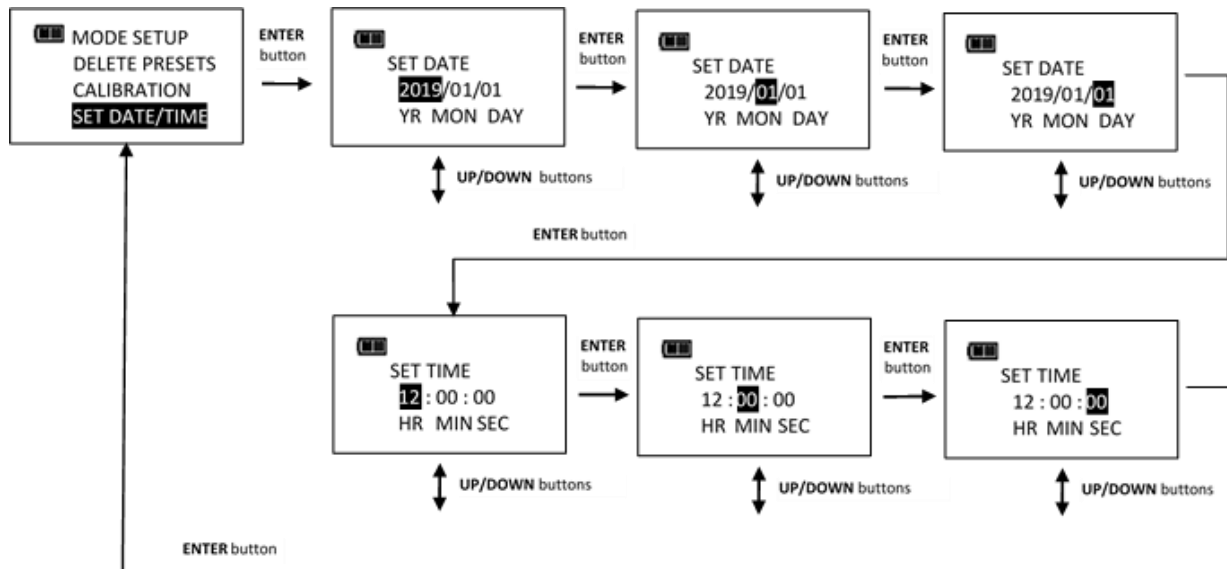 MODE SETUP
DELETE PRESETS
CALIBRATION
SET DATE/TIME
ENTER
button
SET DATE
2019/01/01
YR MON DAY
UP/DOWN buttons
ENTER
button
SET DATE
2019/01/01
YR MON DAY
UP/DOWN buttons
ENTER
button
SET DATE
2019/01/01
YR MON DAY
UP/DOWN buttons
ENTER button
SET TIME
12 : 00 : 00
HR MIN SEC
UP/DOWN buttons
ENTER
button
SET TIME
12 : 00 : 00
HR MIN SEC
UP/DOWN buttons
ENTER
button
SET TIME
12 : 00 : 00
HR MIN SEC
UP/DOWN buttons
ENTER button